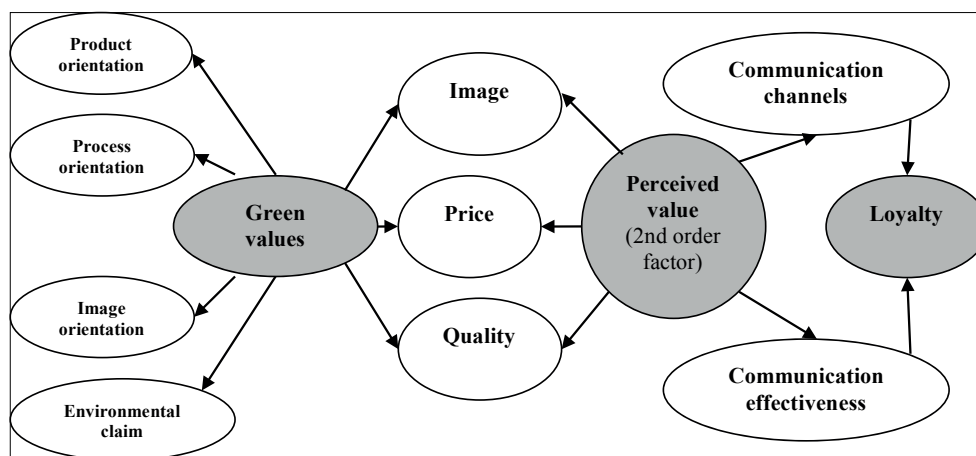 Product
orientation
Process
orientation
Green
values
Image
orientation
Environmental
claim
Image
Price
Quality
Perceived
value
(2nd order
factor)
Communication
channels
Loyalty
Communication
effectiveness